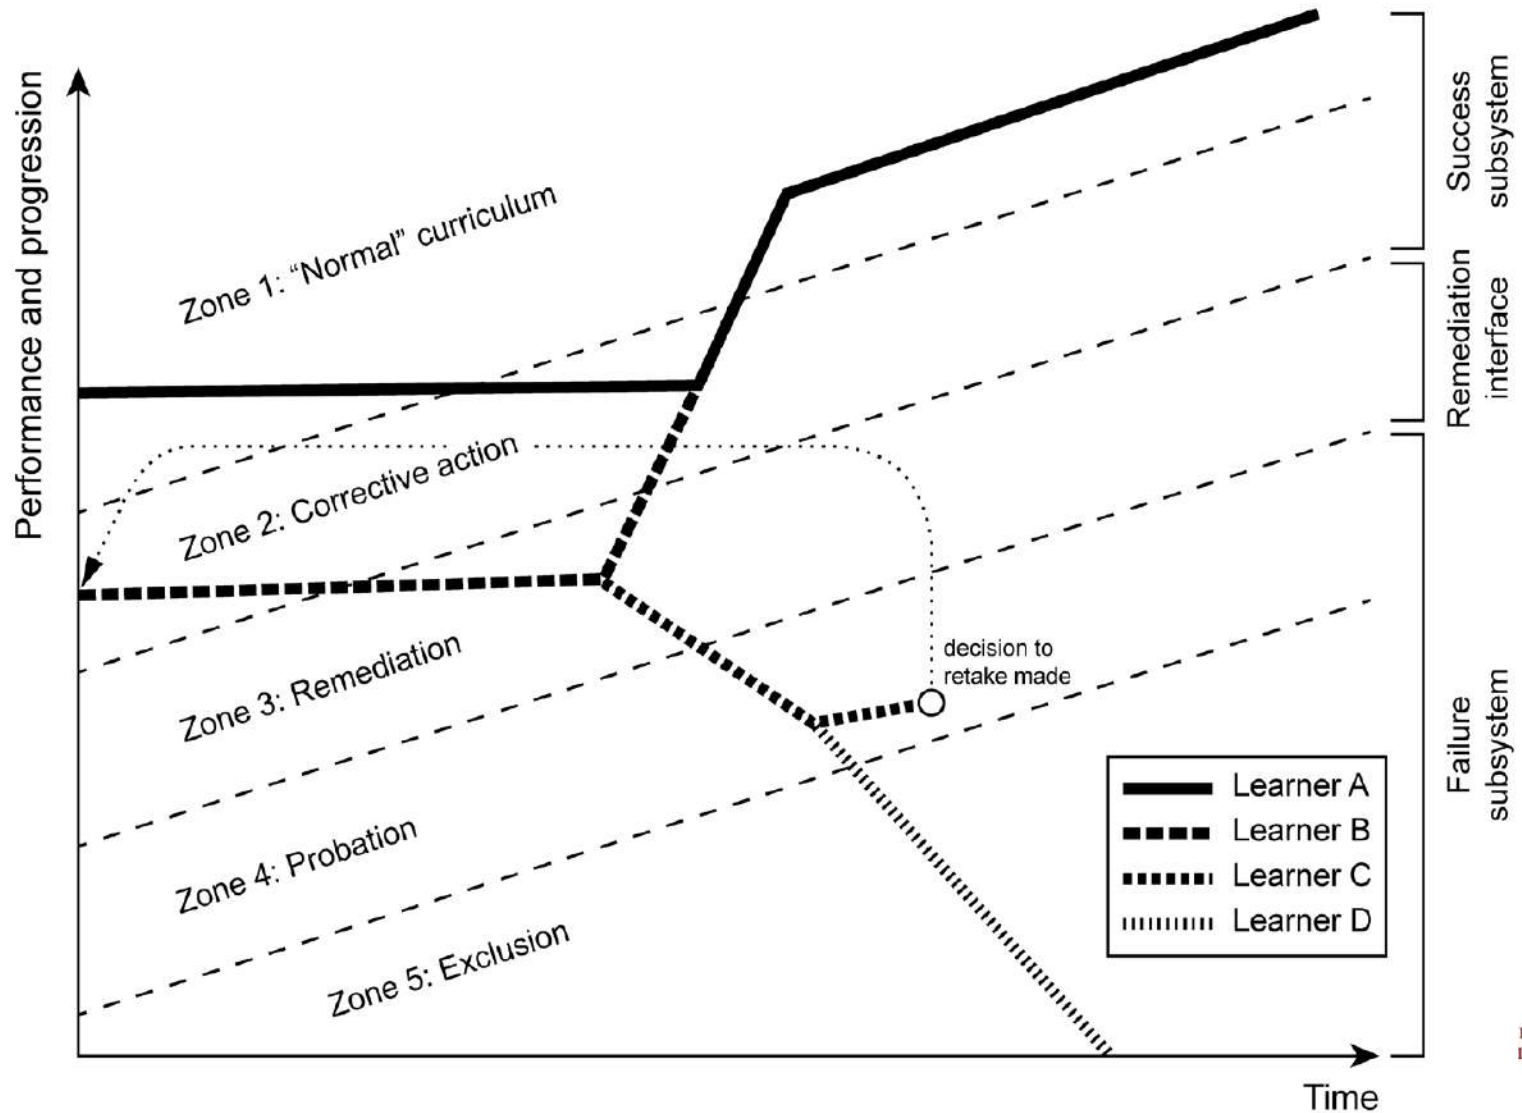 Performance and progression
Zone 1: “Normal” curriculum
Zone 2: Corrective action
Zone 3: Remediation
Zone 4: Probation
Zone 5: Exclusion
decision to
retake made
Success
subsystem
Remediation
interface
Failure
subsystem
Learner A
Learner B
Learner C
Learner D
Time